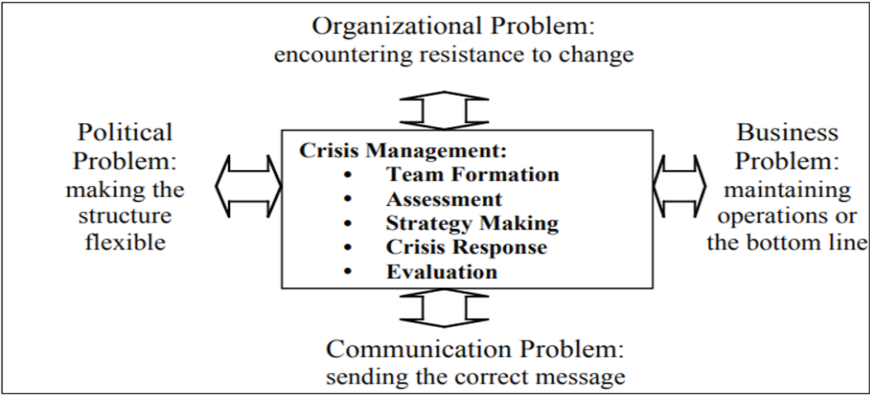 Organizational Problem:
encountering resistance to change
Political
Problem:
making the
structure
flexible
Crisis Management:
• Team Formation
• Assessment
• Strategy Making
• Crisis Response
• Evaluation
Business
Problem:
maintaining
operations or
the bottom line
Communication Problem:
sending the correct message